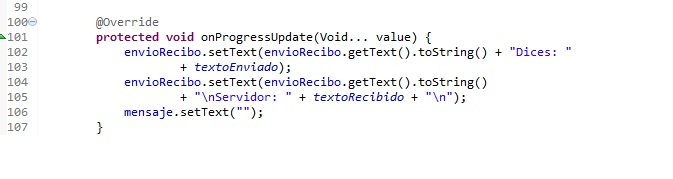 99
100 @Override
101 protected void onProgressUpdate(Void... value) {
102 envioRecibo.setText(envioRecibo.getText().toString() + "Dices: "
103 + textoEnviado);
104 envioRecibo.setText(envioRecibo.getText().toString()
105 + "\nServidor: " + textoRecibido + "\n");
106 mensaje.setText("");
107 }